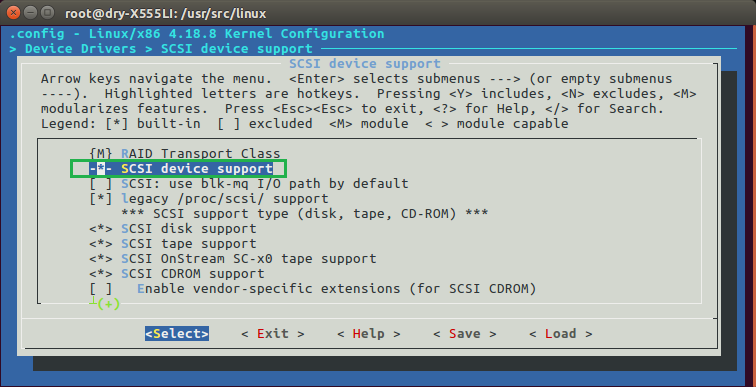 root@dry-X555LI: /usr/src/linux
.config - Linux/x86 4.18.8 Kernel Configuration
> Device Drivers > SCSI device support
SCSI device support
Arrow keys navigate the menu.  <Enter> selects submenus ---> (or empty submenus
----).  Highlighted letters are hotkeys.  Pressing <Y> includes, <N> excludes, <M>
modularizes features.  Press <Esc><Esc> to exit, <?> for Help, </> for Search.
Legend: [*] built-in  [ ] excluded  <M> module  < > module capable
{M} RAID Transport Class
-*- SCSI device support
[ ] SCSI: use blk-mq I/O path by default
[*] legacy /proc/scsi/ support
*** SCSI support type (disk, tape, CD-ROM) ***
<*> SCSI disk support
<*> SCSI tape support
<*> SCSI OnStream SC-x0 tape support
<*> SCSI CDROM support
[ ]   Enable vendor-specific extensions (for SCSI CDROM)
(+)
<Select>    < Exit >    < Help >    < Save >    < Load >